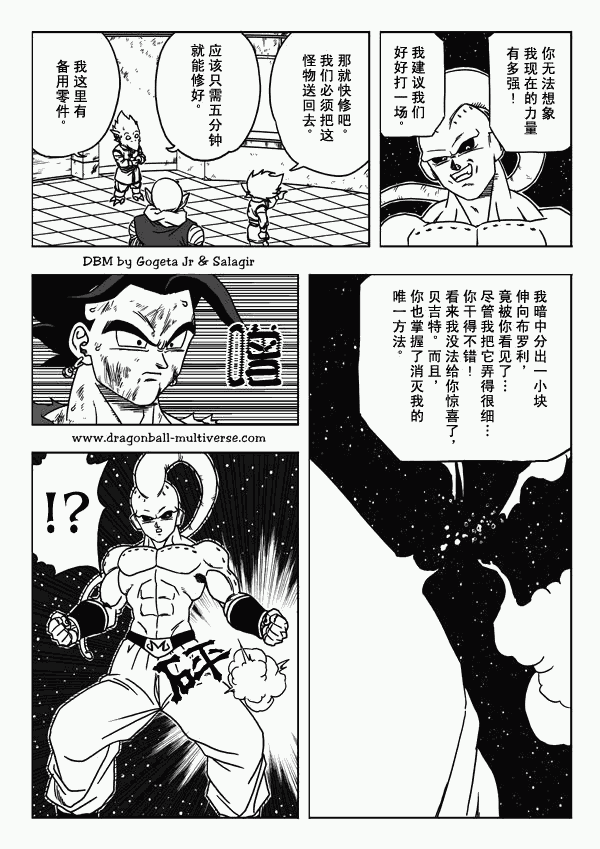 你无法想象
我现在的力量
有多强！
我建议我们
好好打一场。
那就快修吧。
我们必须把这
怪物送回去。
应该只需五分钟
就能修好。
我这里有
备用零件。
DBM by Gogeta Jr & Salagir
我暗中分出一小块
伸向布罗利，
竟被你看见了…
尽管我把它弄得很细…
你干得不错！
看来我没法给你惊喜了，
贝吉特。而且，
你也掌握了消灭我的
唯一方法。
www.dragonball-multiverse.com
!?
砰